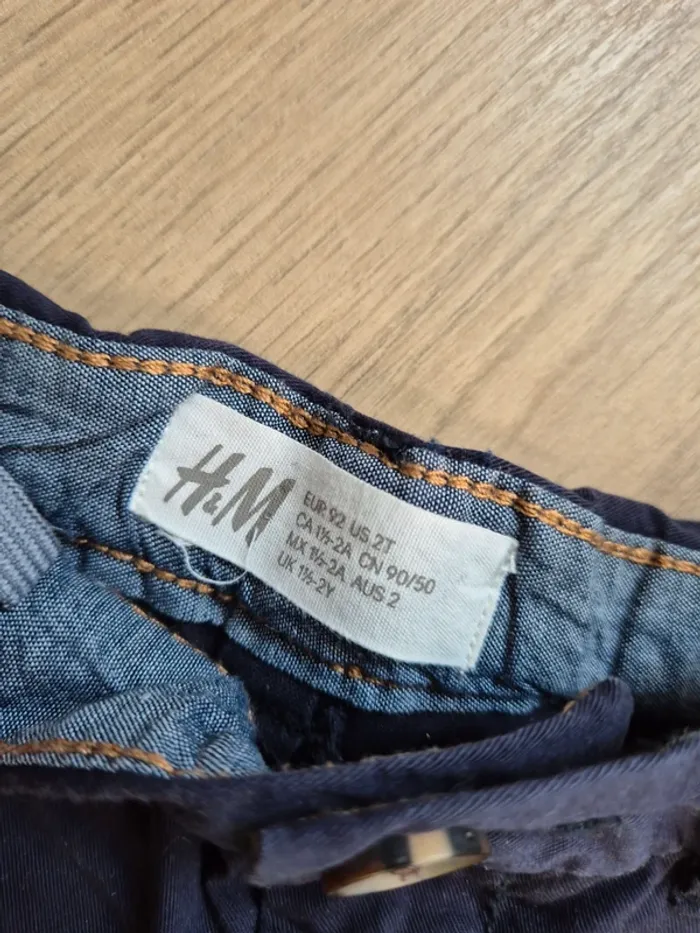 H&M
EUR 92 US 2T
CA 1½-2A CN 90/50
MX 1½-2A AUS 2
UK 1½-2Y